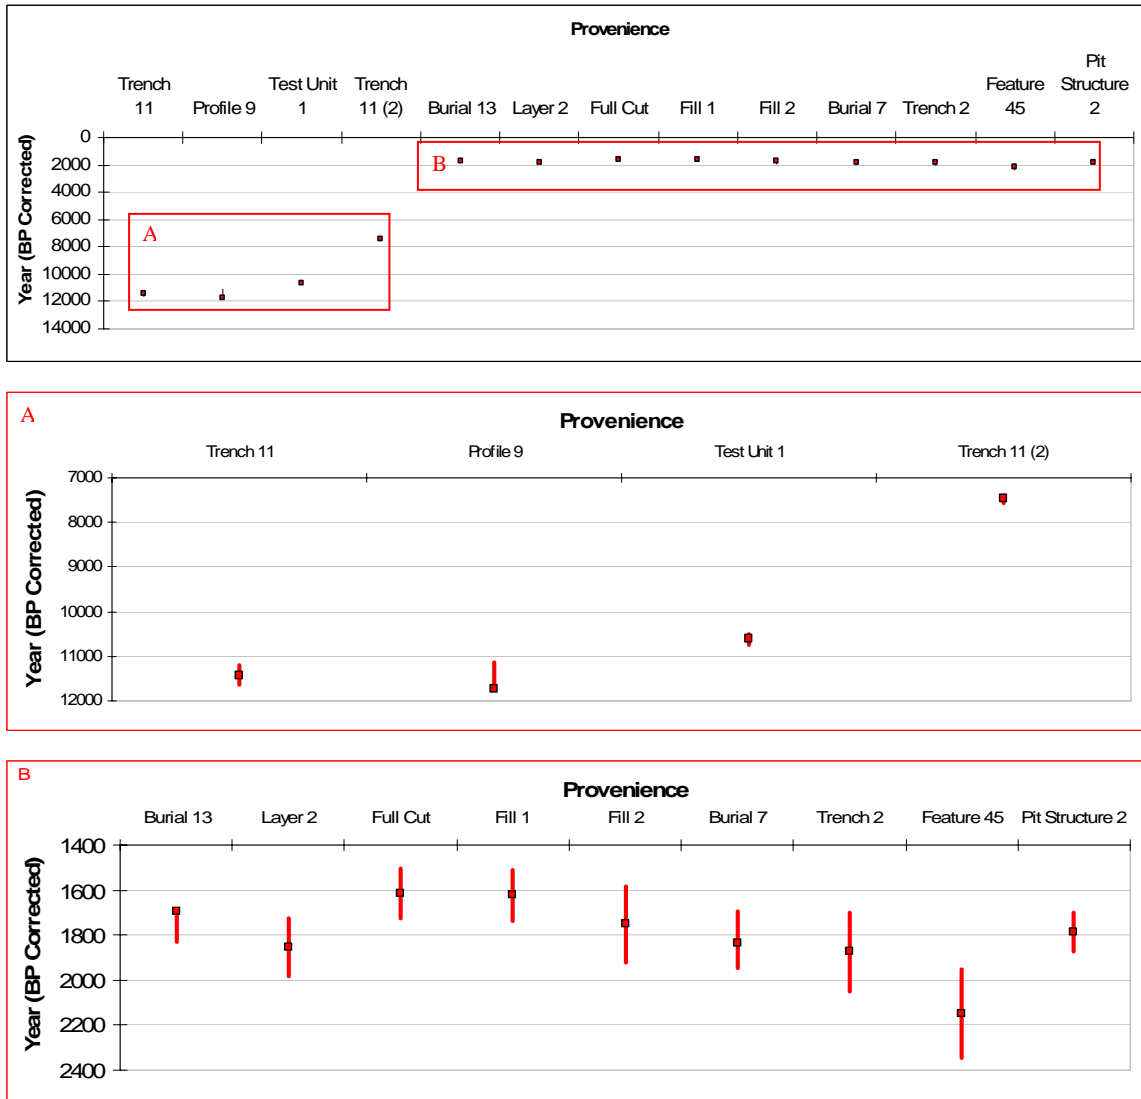 Provenience
Trench 11
Profile 9
Test Unit 1
Trench 11 (2)
Burial 13
Layer 2
Full Cut
Fill 1
Fill 2
Burial 7
Trench 2
Feature 45
Pit Structure 2
Year (BP Corrected)
0
2000
4000
6000
8000
10000
12000
14000
B
A
A
Provenience
Trench 11
Profile 9
Test Unit 1
Trench 11 (2)
Year (BP Corrected)
7000
8000
9000
10000
11000
12000
B
Provenience
Burial 13
Layer 2
Full Cut
Fill 1
Fill 2
Burial 7
Trench 2
Feature 45
Pit Structure 2
Year (BP Corrected)
1400
1600
1800
2000
2200
2400